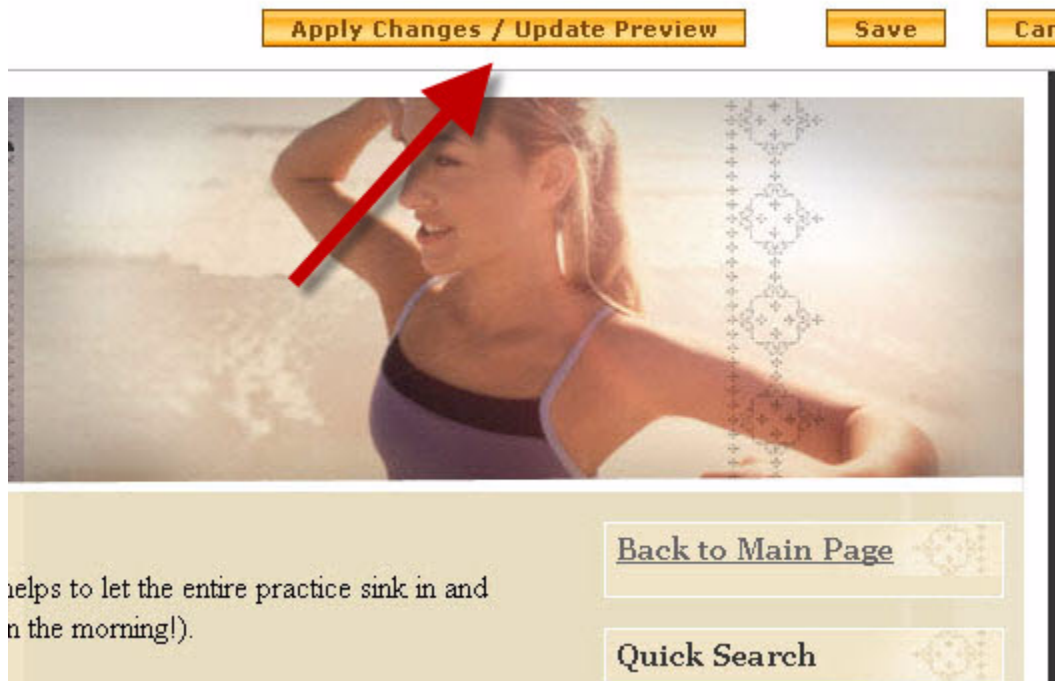 Apply Changes / Update Preview Save
Back to Main Page
helps to let the entire practice sink in and
n the morning!).
Quick Search